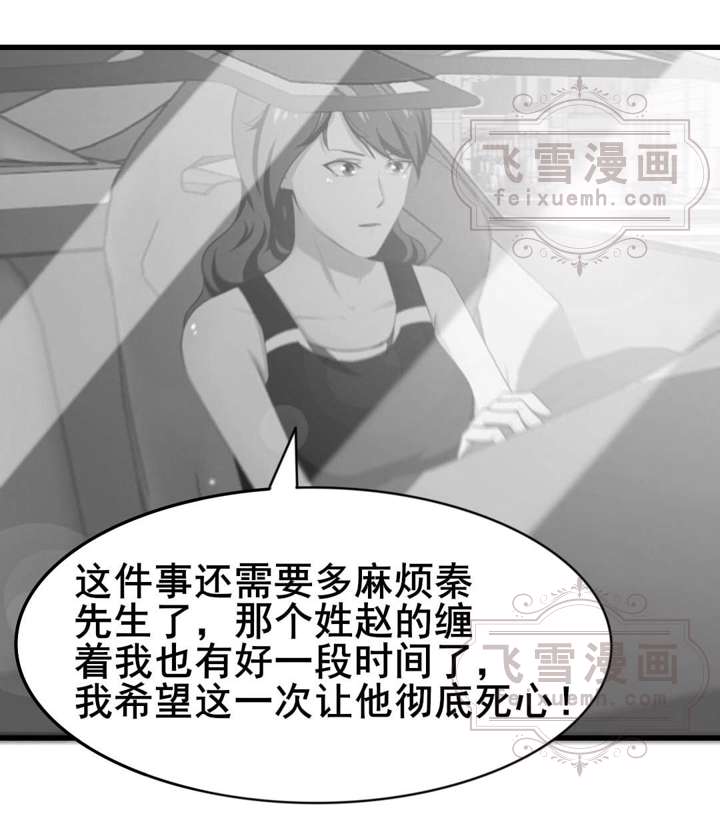 飞雪漫画
feixuemh.com
这件事还需要多麻烦秦
先生了，那个姓赵的缠
着我也有好一段时间了，
我希望这一次让他彻底死心！
飞雪漫画
feixuemh.com